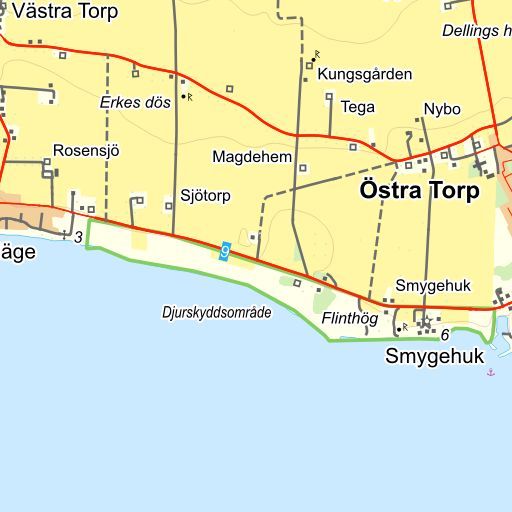 Västra Torp
Dellings h
Kungsgården
Erkes dös
R
R
Tega
Nybo
Rosensjö
Magdehem
Sjötorp
Östra Torp
3
äge
9
Smygehuk
Djurskyddsområde
Flinthög
R
6
Smygehuk